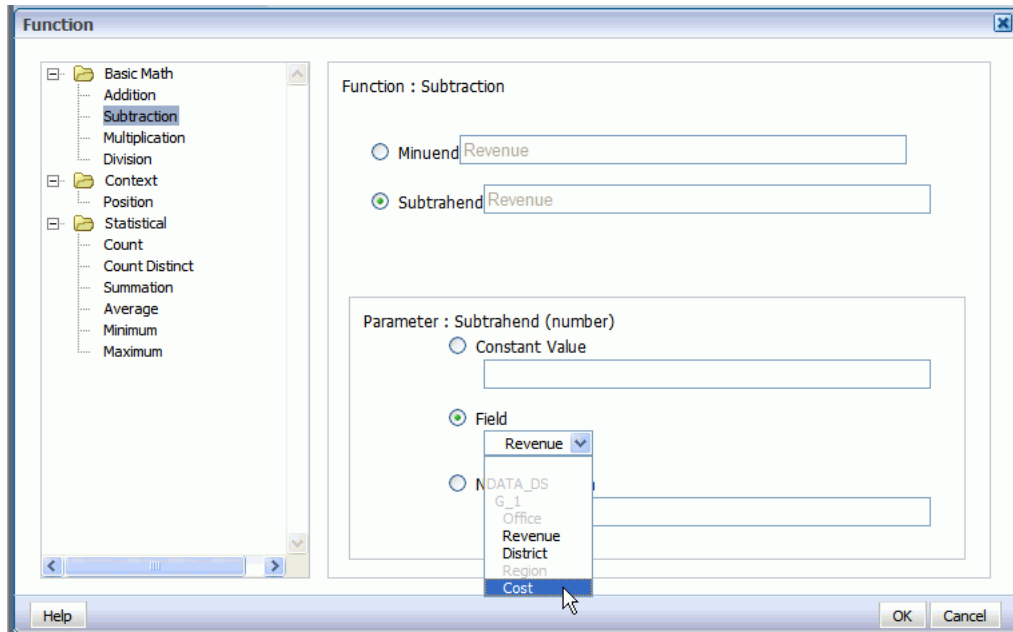 Function
Basic Math
Addition
Subtraction
Multiplication
Division
Context
Position
Statistical
Count
Count Distinct
Summation
Average
Minimum
Maximum
Function : Subtraction
Minuend Revenue
Subtrahend Revenue
Parameter : Subtrahend (number)
Constant Value
Field
Revenue
DATA_DS
G_1
Office
Revenue
District
Region
Cost
Help
OK Cancel